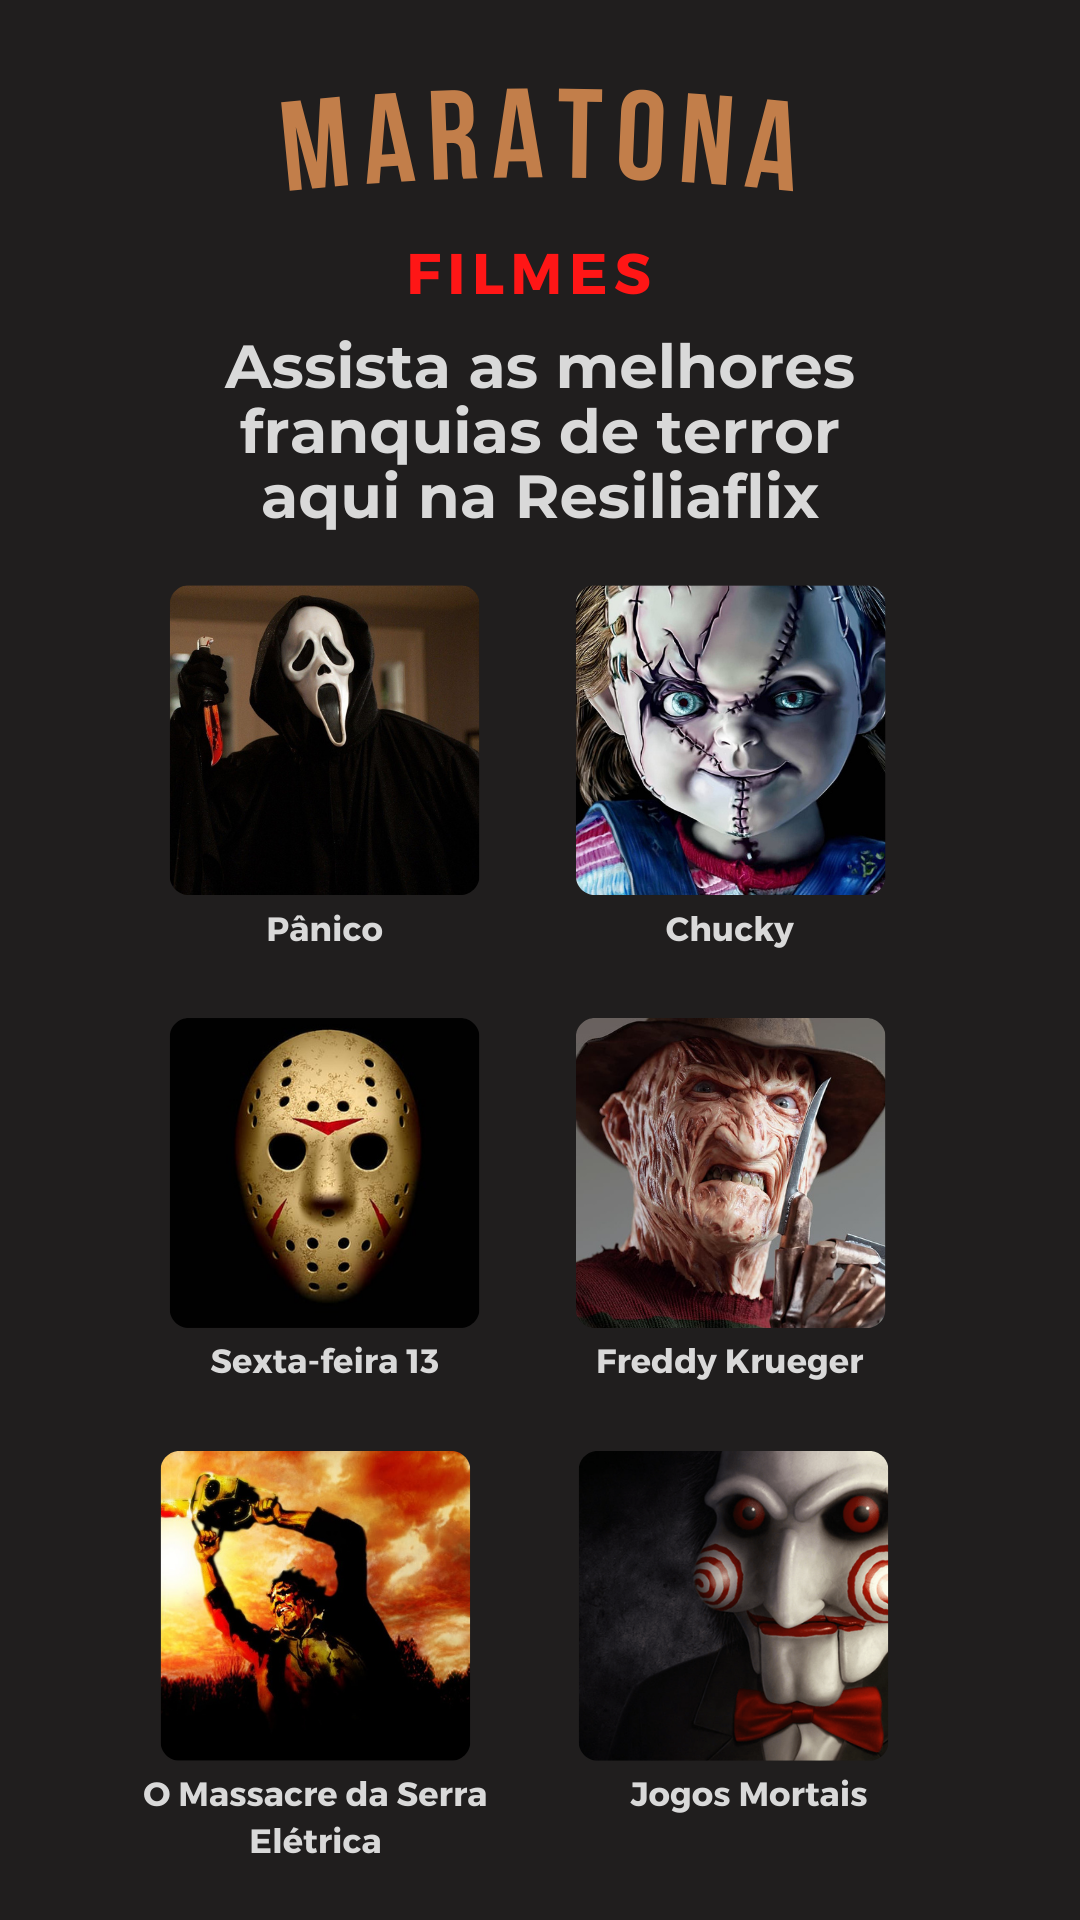 MARATONA
FILMES
Assista as melhores
franquias de terror
aqui na Resiliaflix
Pânico
Chucky
Sexta-feira 13
Freddy Krueger
O Massacre da Serra
Elétrica
Jogos Mortais